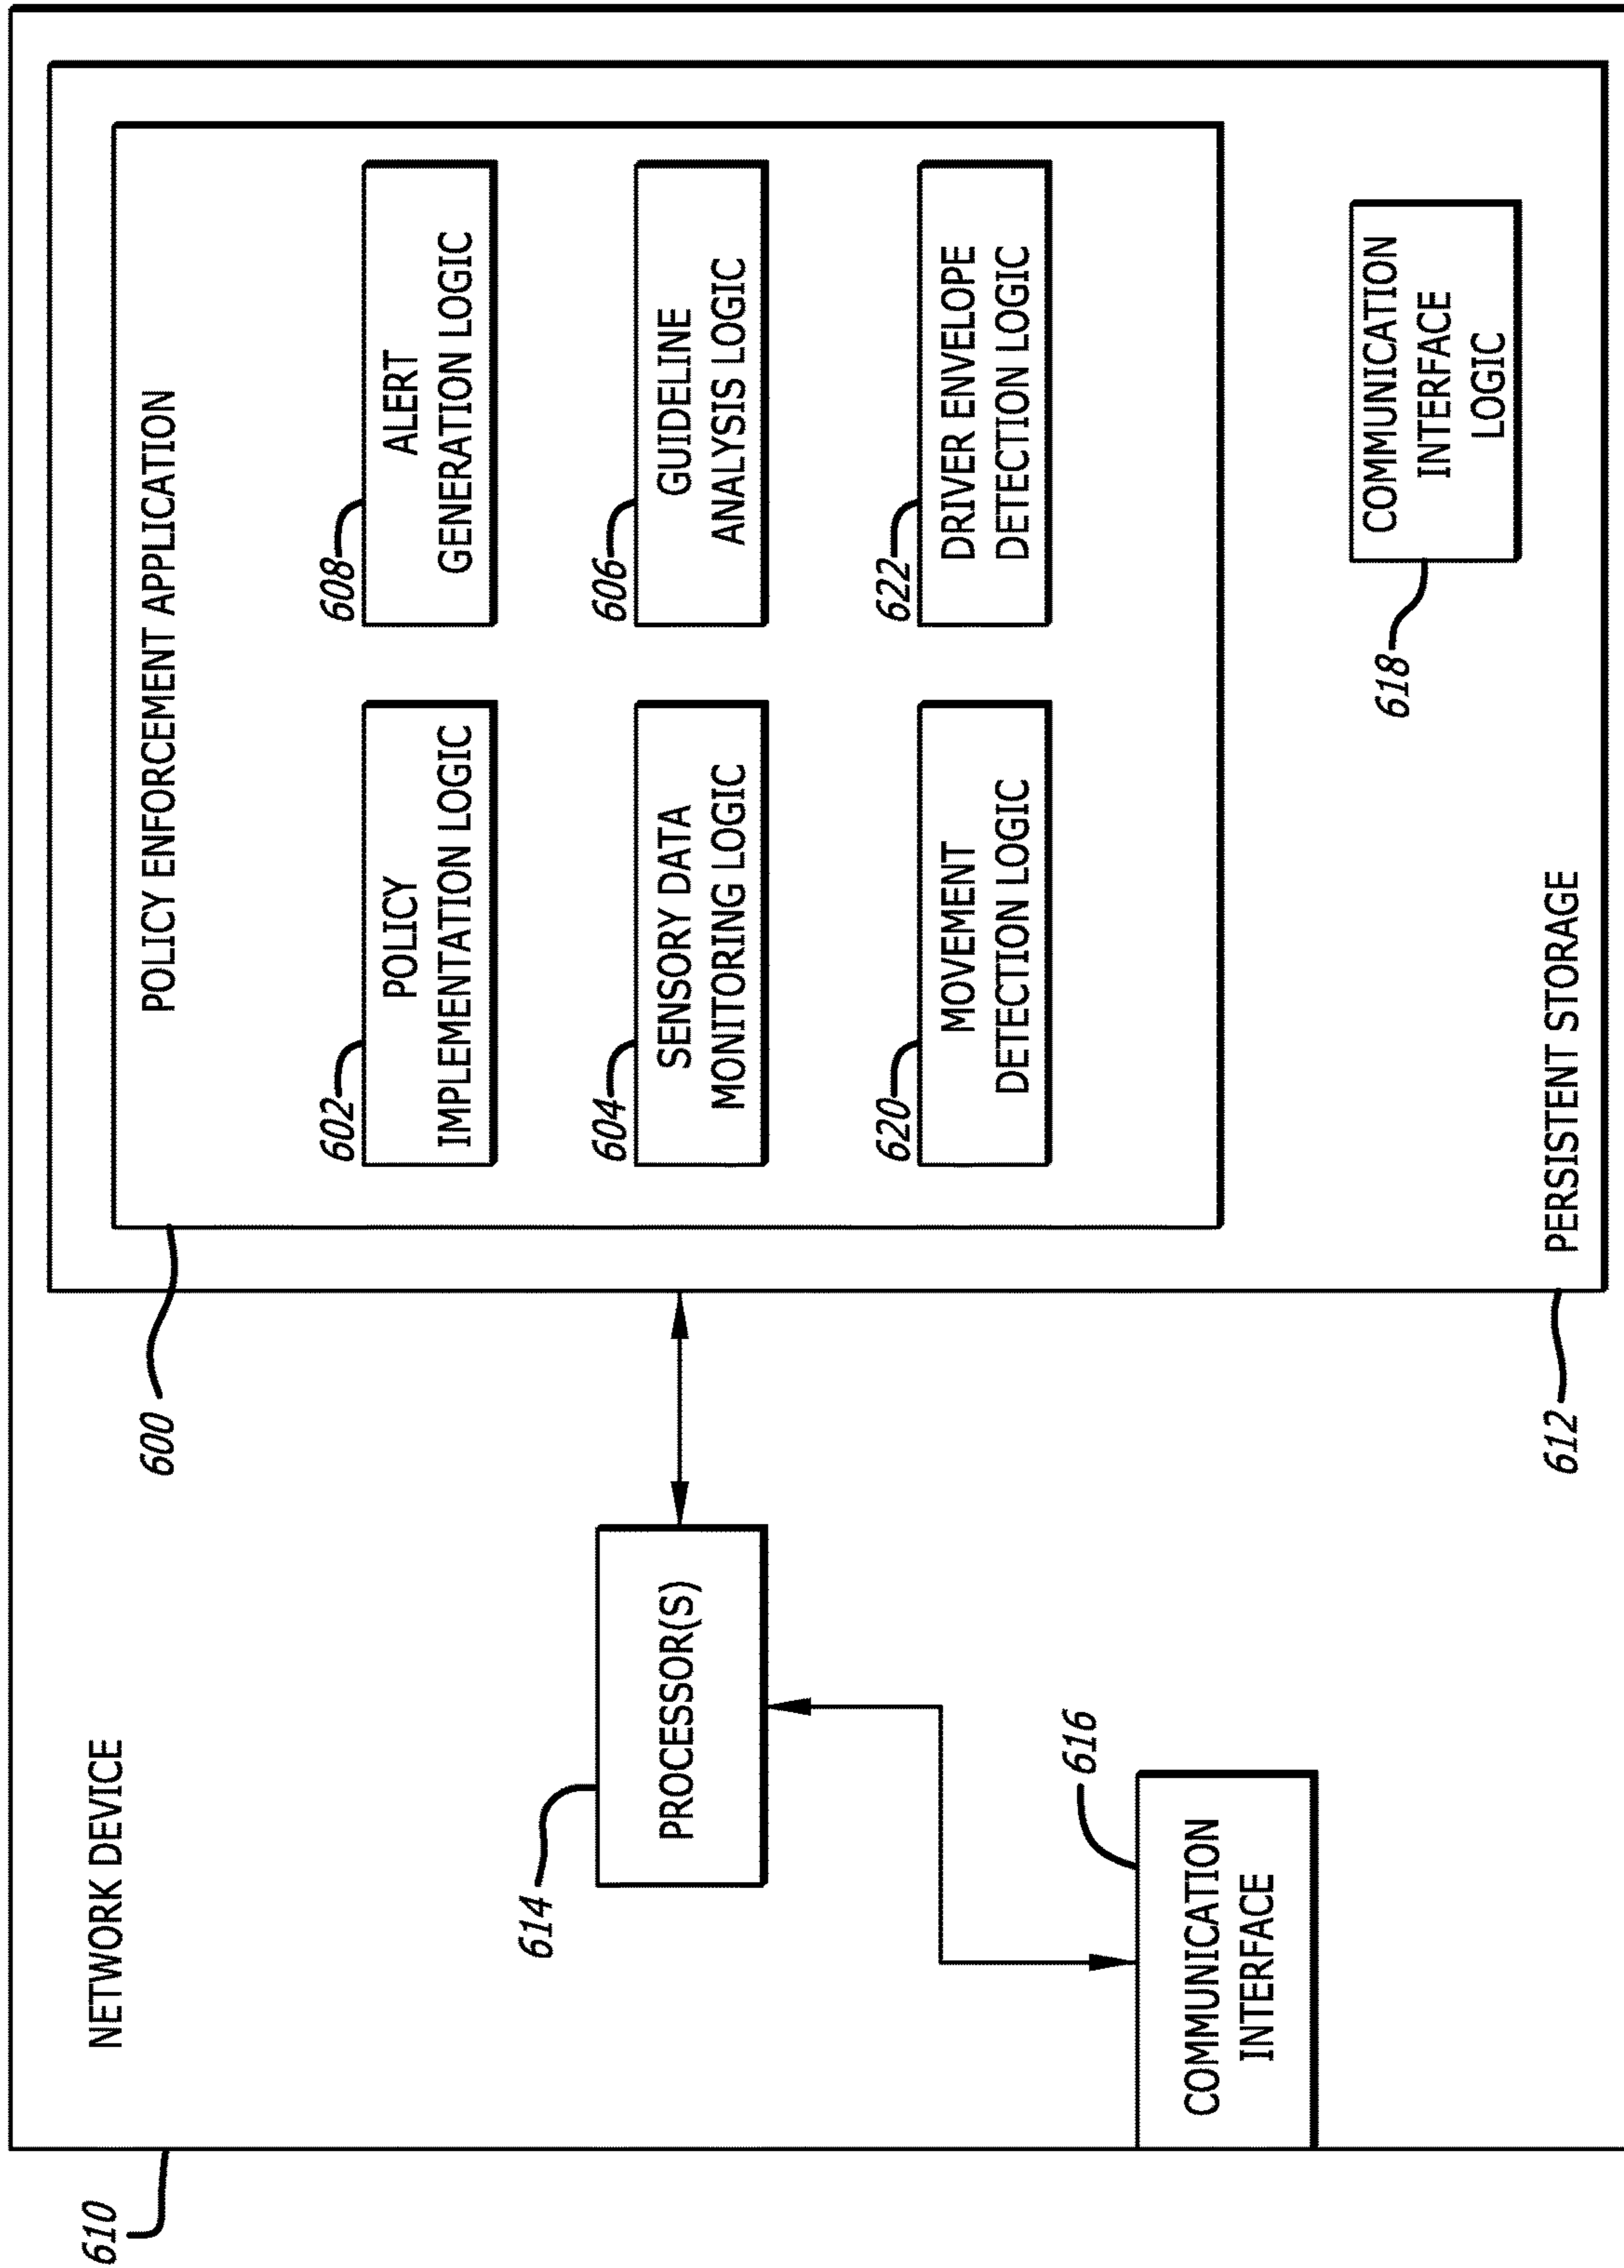 610
NETWORK DEVICE
614
PROCESSOR(S)
616
COMMUNICATION
INTERFACE
600
POLICY ENFORCEMENT APPLICATION
602
POLICY
IMPLEMENTATION LOGIC
608
ALERT
GENERATION LOGIC
604
SENSORY DATA
MONITORING LOGIC
606
GUIDELINE
ANALYSIS LOGIC
620
MOVEMENT
DETECTION LOGIC
622
DRIVER ENVELOPE
DETECTION LOGIC
618
COMMUNICATION
INTERFACE
LOGIC
612
PERSISTENT STORAGE